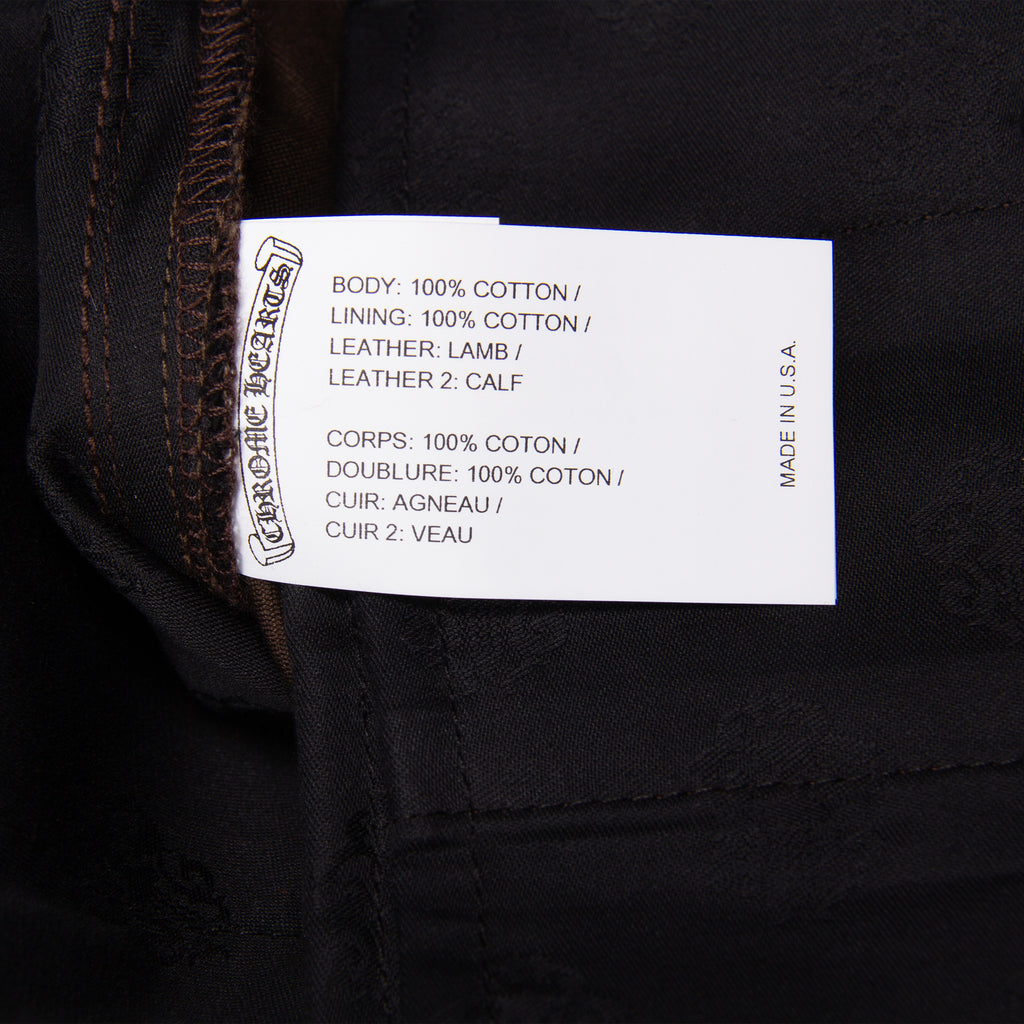 CHROME HEARTS
BODY: 100% COTTON /
LINING: 100% COTTON /
LEATHER: LAMB /
LEATHER 2: CALF
CORPS: 100% COTON /
DOUBLURE: 100% COTON /
CUIR: AGNEAU /
CUIR 2: VEAU
MADE IN U.S.A.